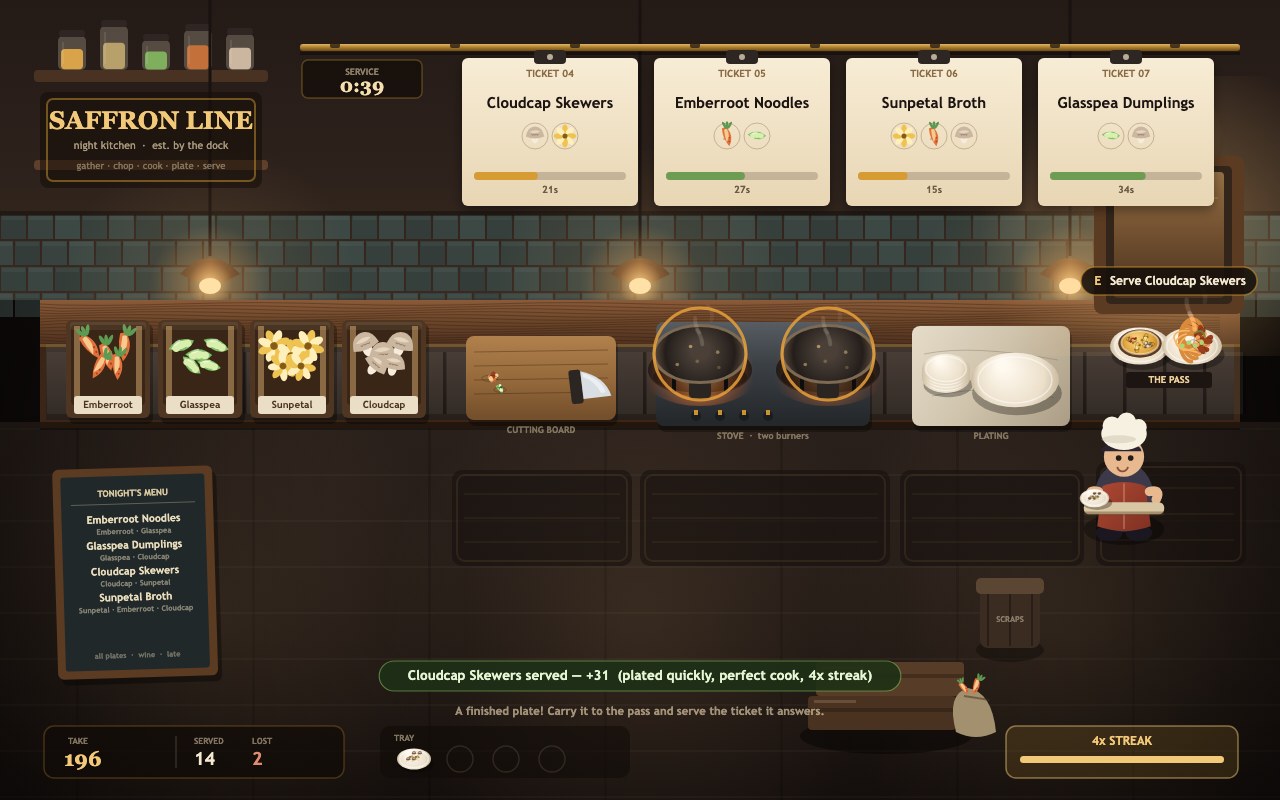 SAFFRON LINE
night kitchen · est. by the dock
gather · chop · cook · plate · serve
SERVICE
0:39
TICKET 04
Cloudcap Skewers
21s
TICKET 05
Emberroot Noodles
27s
TICKET 06
Sunpetal Broth
15s
TICKET 07
Glasspea Dumplings
34s
E Serve Cloudcap Skewers
Emberroot
Glasspea
Sunpetal
Cloudcap
CUTTING BOARD
STOVE · two burners
PLATING
THE PASS
TONIGHT'S MENU
Emberroot Noodles
Emberroot · Glasspea
Glasspea Dumplings
Glasspea · Cloudcap
Cloudcap Skewers
Cloudcap · Sunpetal
Sunpetal Broth
Sunpetal · Emberroot · Cloudcap
all plates · wine · late
SCRAPS
Cloudcap Skewers served — +31 (plated quickly, perfect cook, 4x streak)
A finished plate! Carry it to the pass and serve the ticket it answers.
TAKE
196
SERVED
14
LOST
2
TRAY
4x STREAK